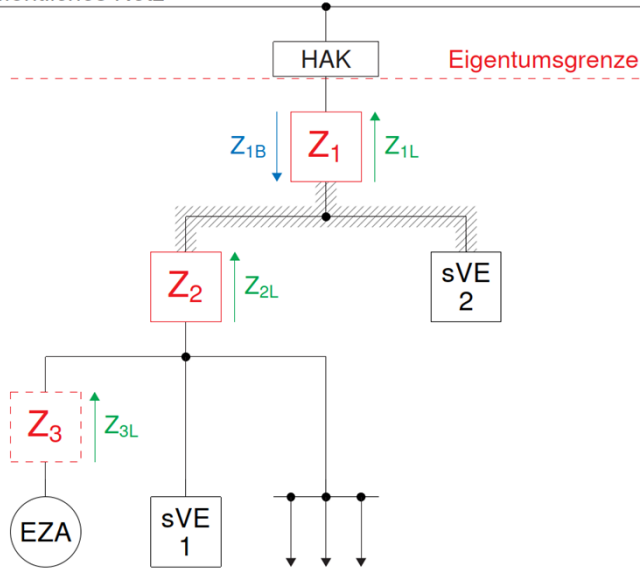 HAK
Eigentumsgrenze
Z1B
Z1
Z1L
Z2
Z2L
sVE
2
Z3
Z3L
EZA
sVE
1